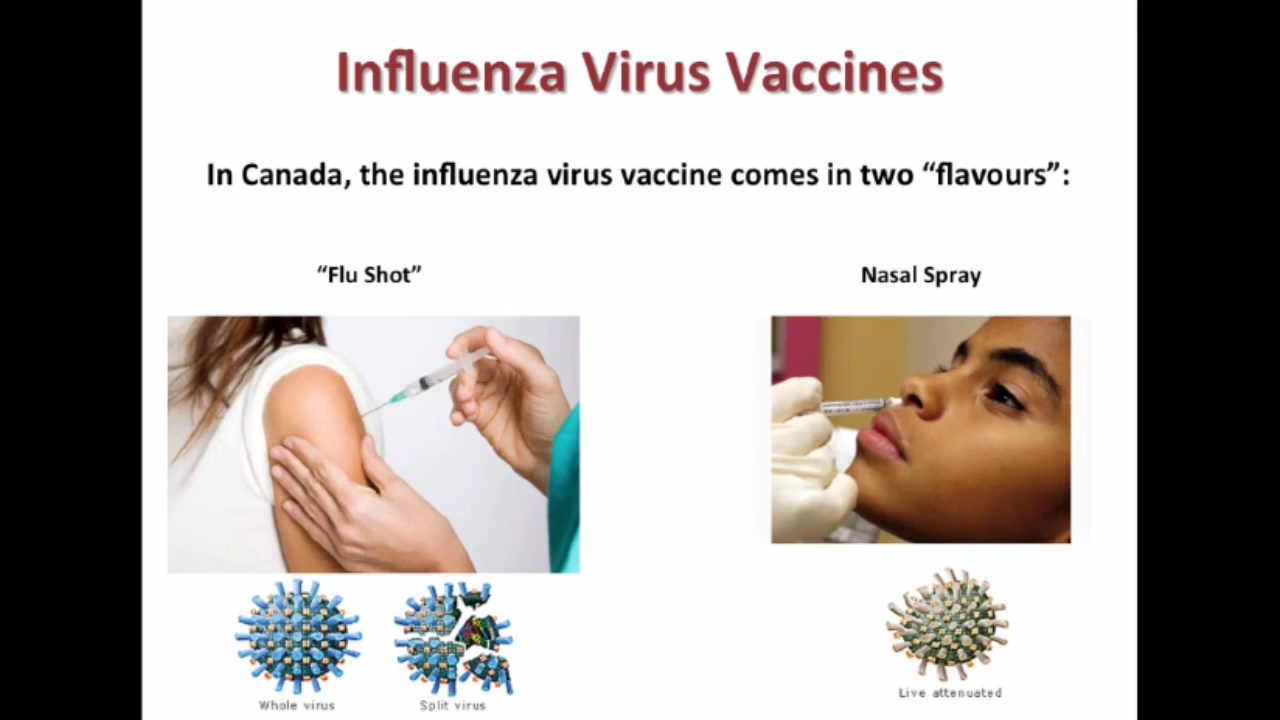 Influenza Virus Vaccines
In Canada, the influenza virus vaccine comes in two “flavours”:
“Flu Shot”
Nasal Spray
Whole virus
Split virus
Live attenuated